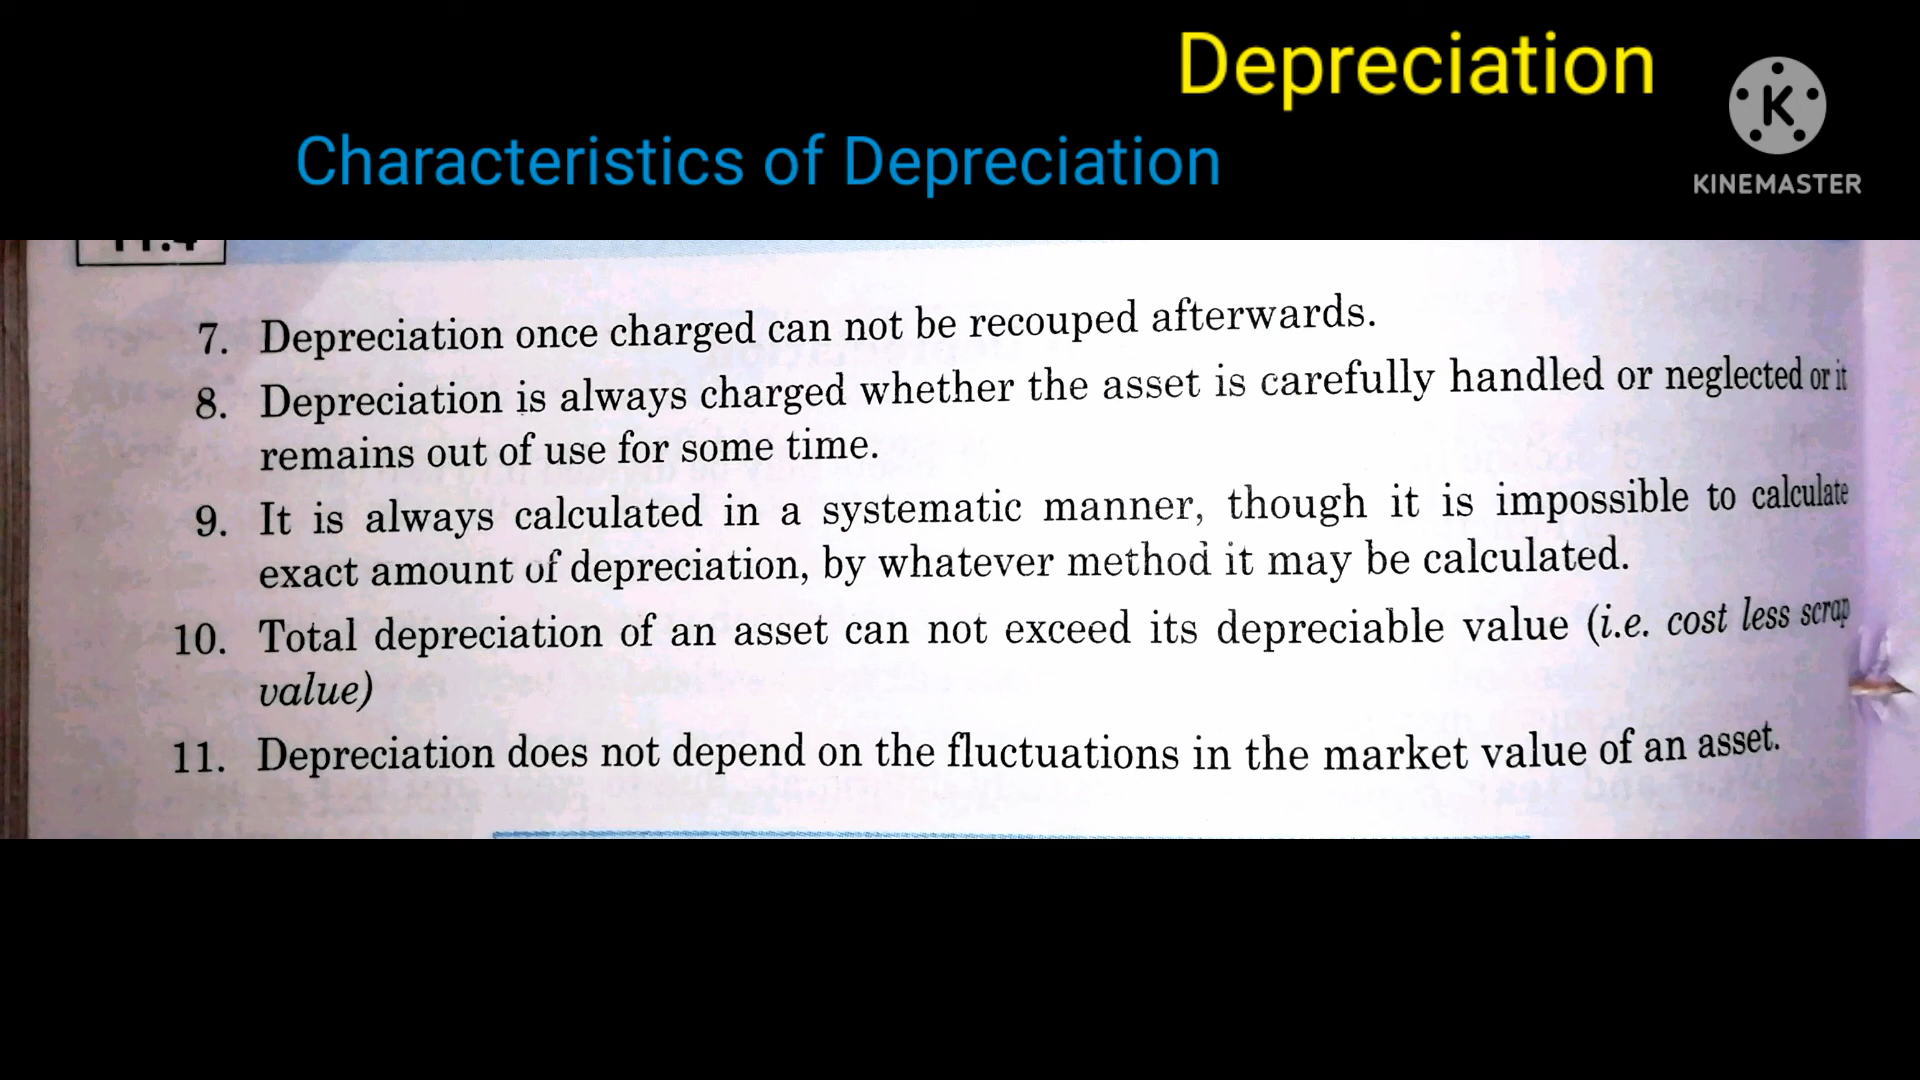 Depreciation
Characteristics of Depreciation
K
KINEMASTER
11.4
7. Depreciation once charged can not be recouped afterwards.
8. Depreciation is always charged whether the asset is carefully handled or neglected or it
remains out of use for some time.
9. It is always calculated in a systematic manner, though it is impossible to calculate
exact amount of depreciation, by whatever method it may be calculated.
10. Total depreciation of an asset can not exceed its depreciable value (i.e. cost less scrap
value)
11. Depreciation does not depend on the fluctuations in the market value of an asset.